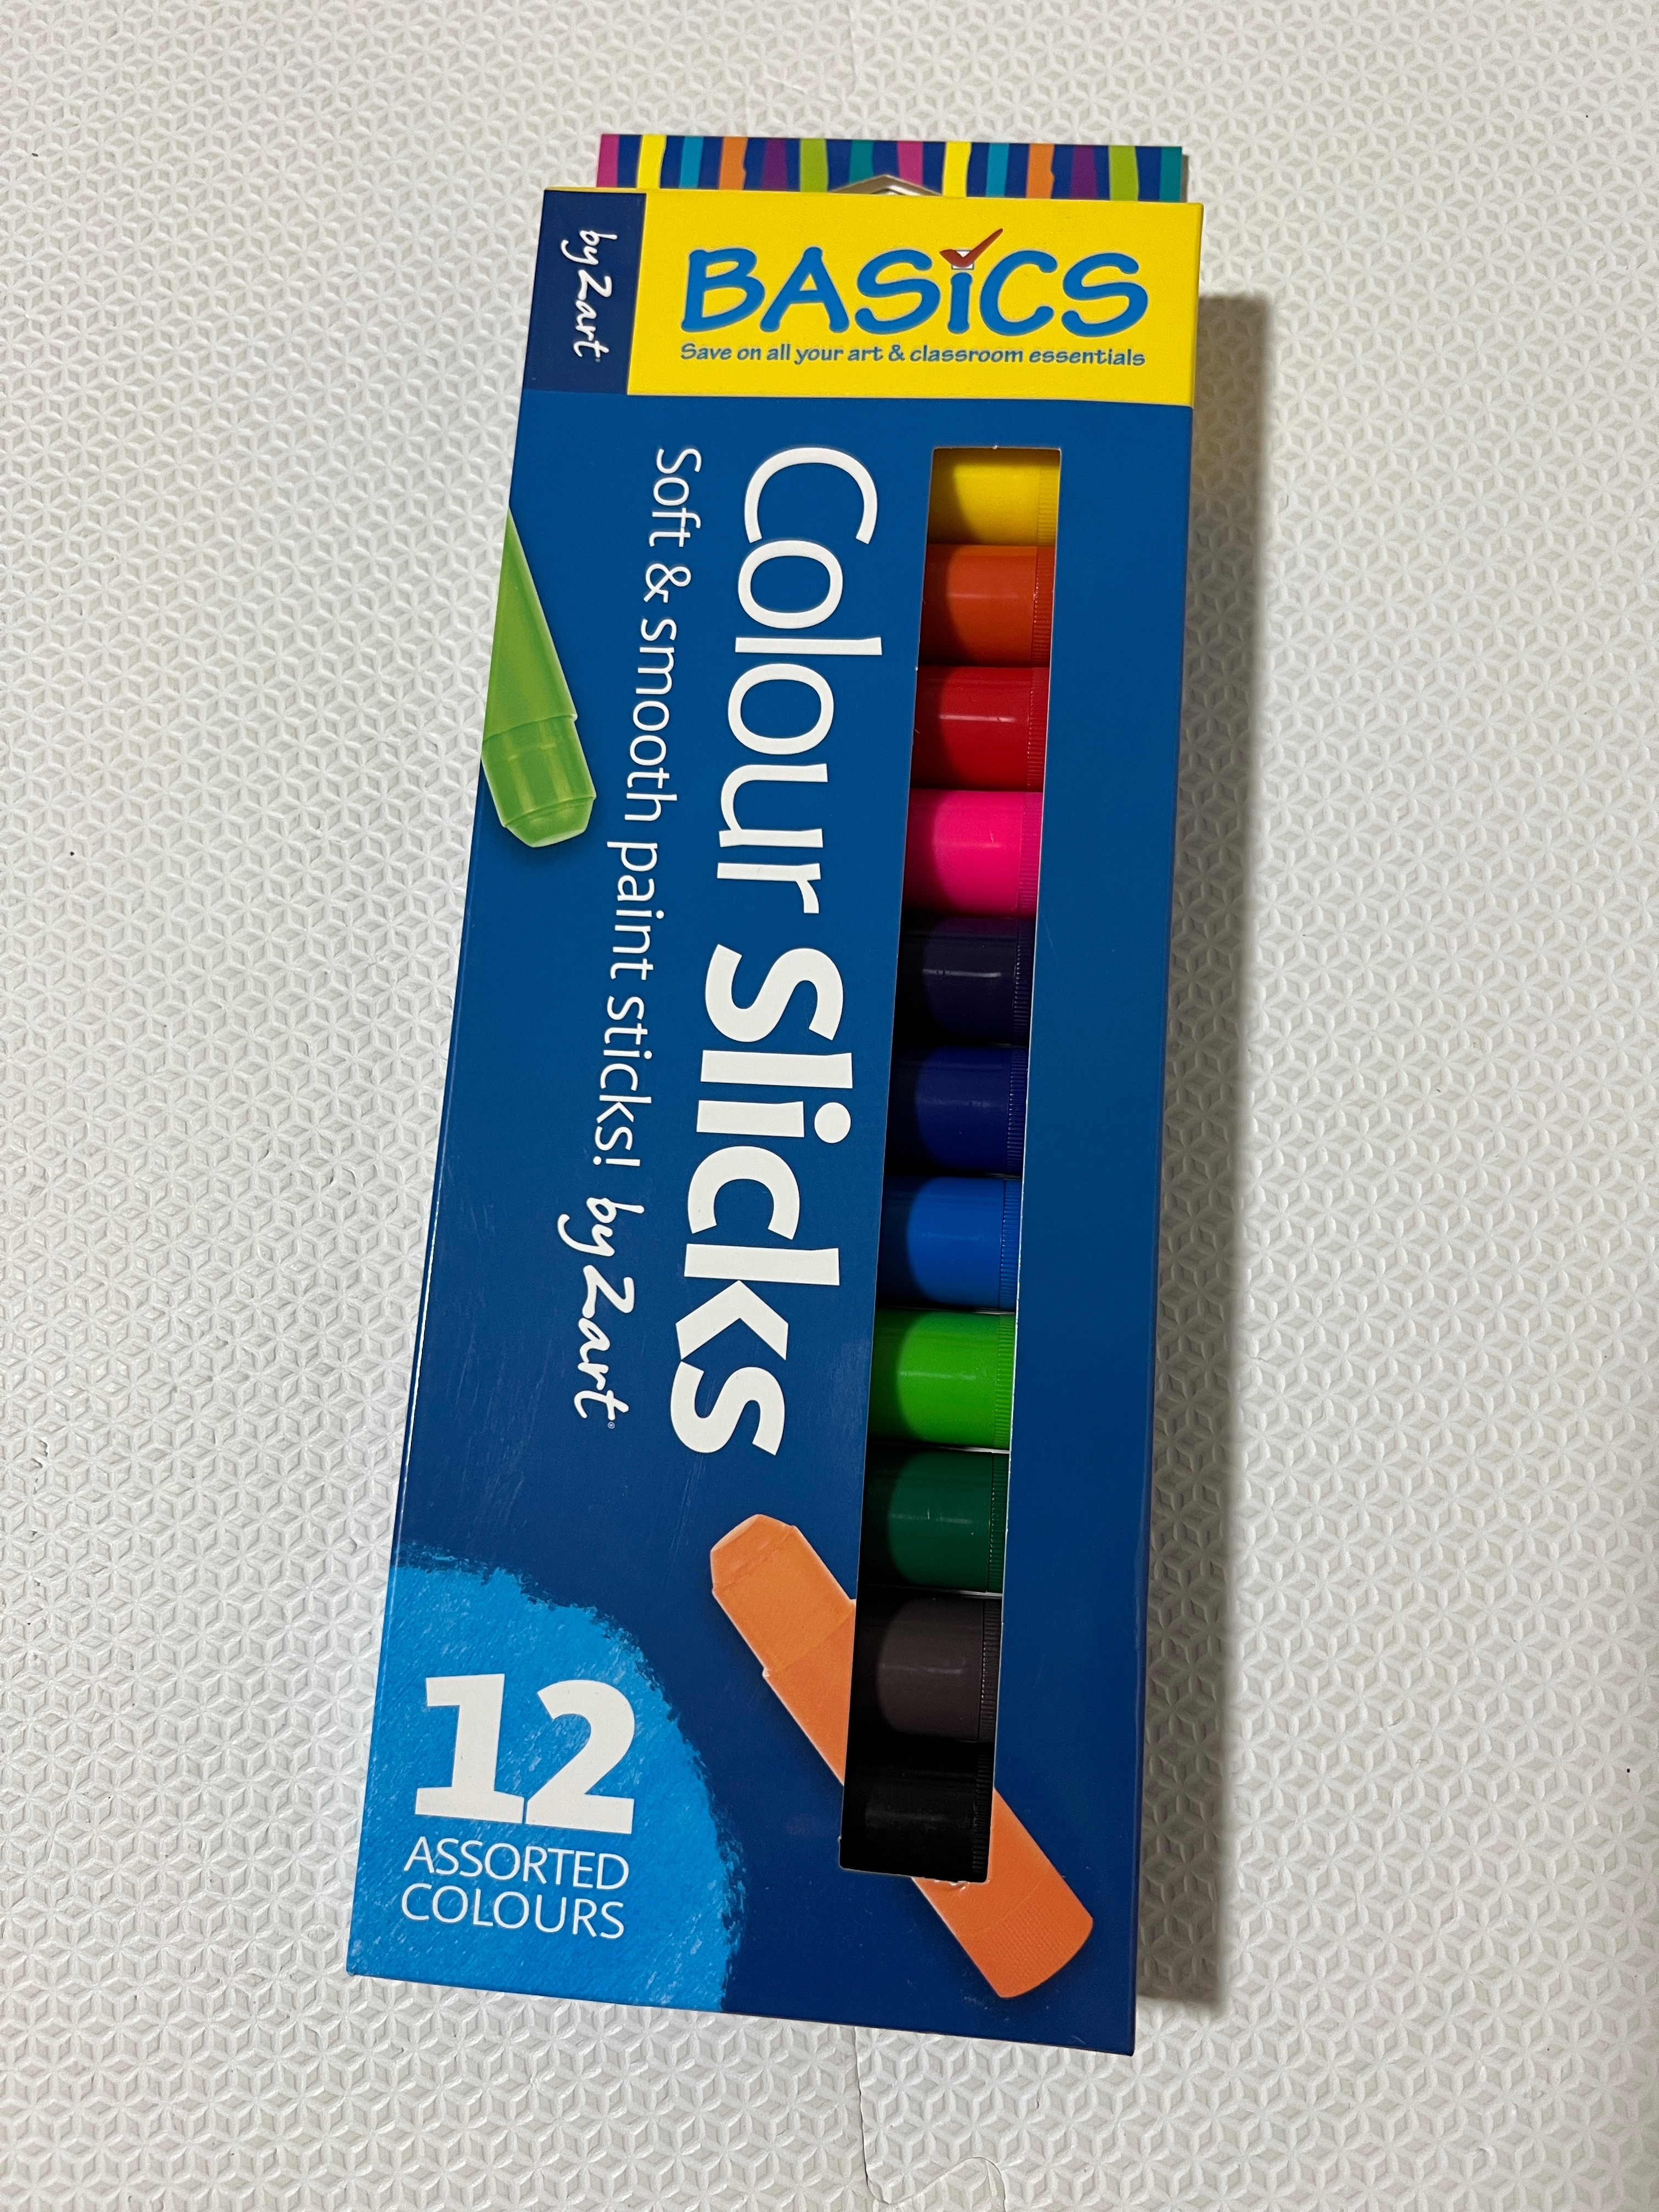 by Zart
BASiCS
Save on all your art & classroom essentials
Colour Slicks
Soft & smooth paint sticks! by Zart
12
ASSORTED
COLOURS